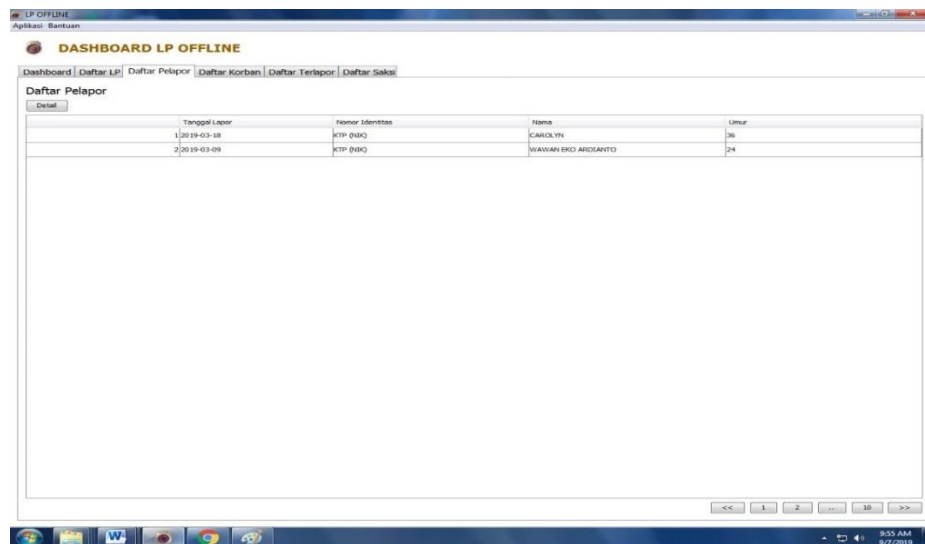 LP OFFLINE
Aplikasi Bantuan
DASHBOARD LP OFFLINE
Dashboard Daftar LP Daftar Pelapor Daftar Korban Daftar Terlapor Daftar Saksi
Daftar Pelapor
Detail
Tanggal Lapor Nomor Identitas Nama Umur
1 2019-03-18 KTP (NIK) CAROLYN 36
2 2019-03-09 KTP (NIK) WAWAN EKO ARDIANTO 24
<< 1 2 .. 10 >>
9:55 AM
9/7/2019